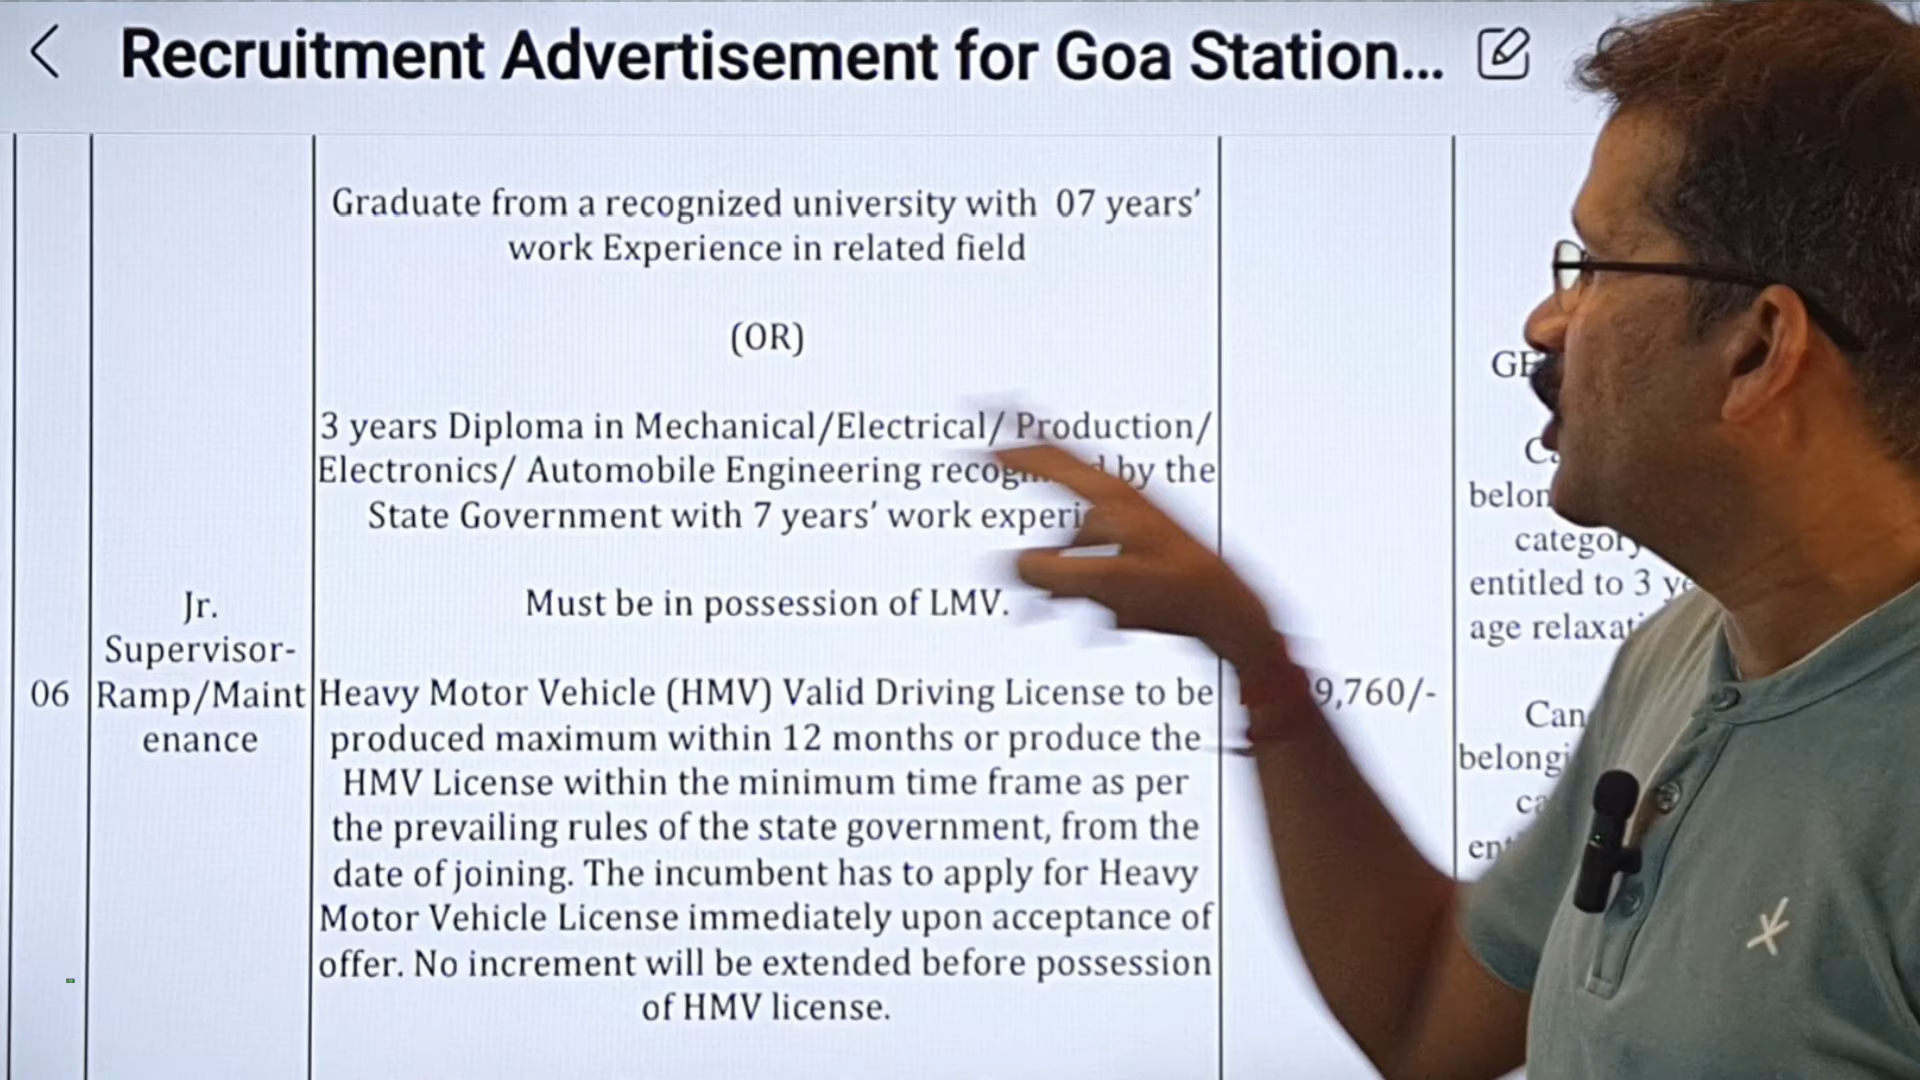 Recruitment Advertisement for Goa Station...
06
Jr.
Supervisor-
Ramp/Maint
enance
Graduate from a recognized university with 07 years'
work Experience in related field
(OR)
3 years Diploma in Mechanical/Electrical/ Production/
Electronics/ Automobile Engineering by the
State Government with 7 years' work
Must be in possession of LMV.
Heavy Motor Vehicle (HMV) Valid Driving License to be
produced maximum within 12 months or produce the
HMV License within the minimum time frame as per
the prevailing rules of the state government, from the
date of joining. The incumbent has to apply for Heavy
Motor Vehicle License immediately upon acceptance of
offer. No increment will be extended before possession
of HMV license.
9,760/-
category
entitled to 3
age